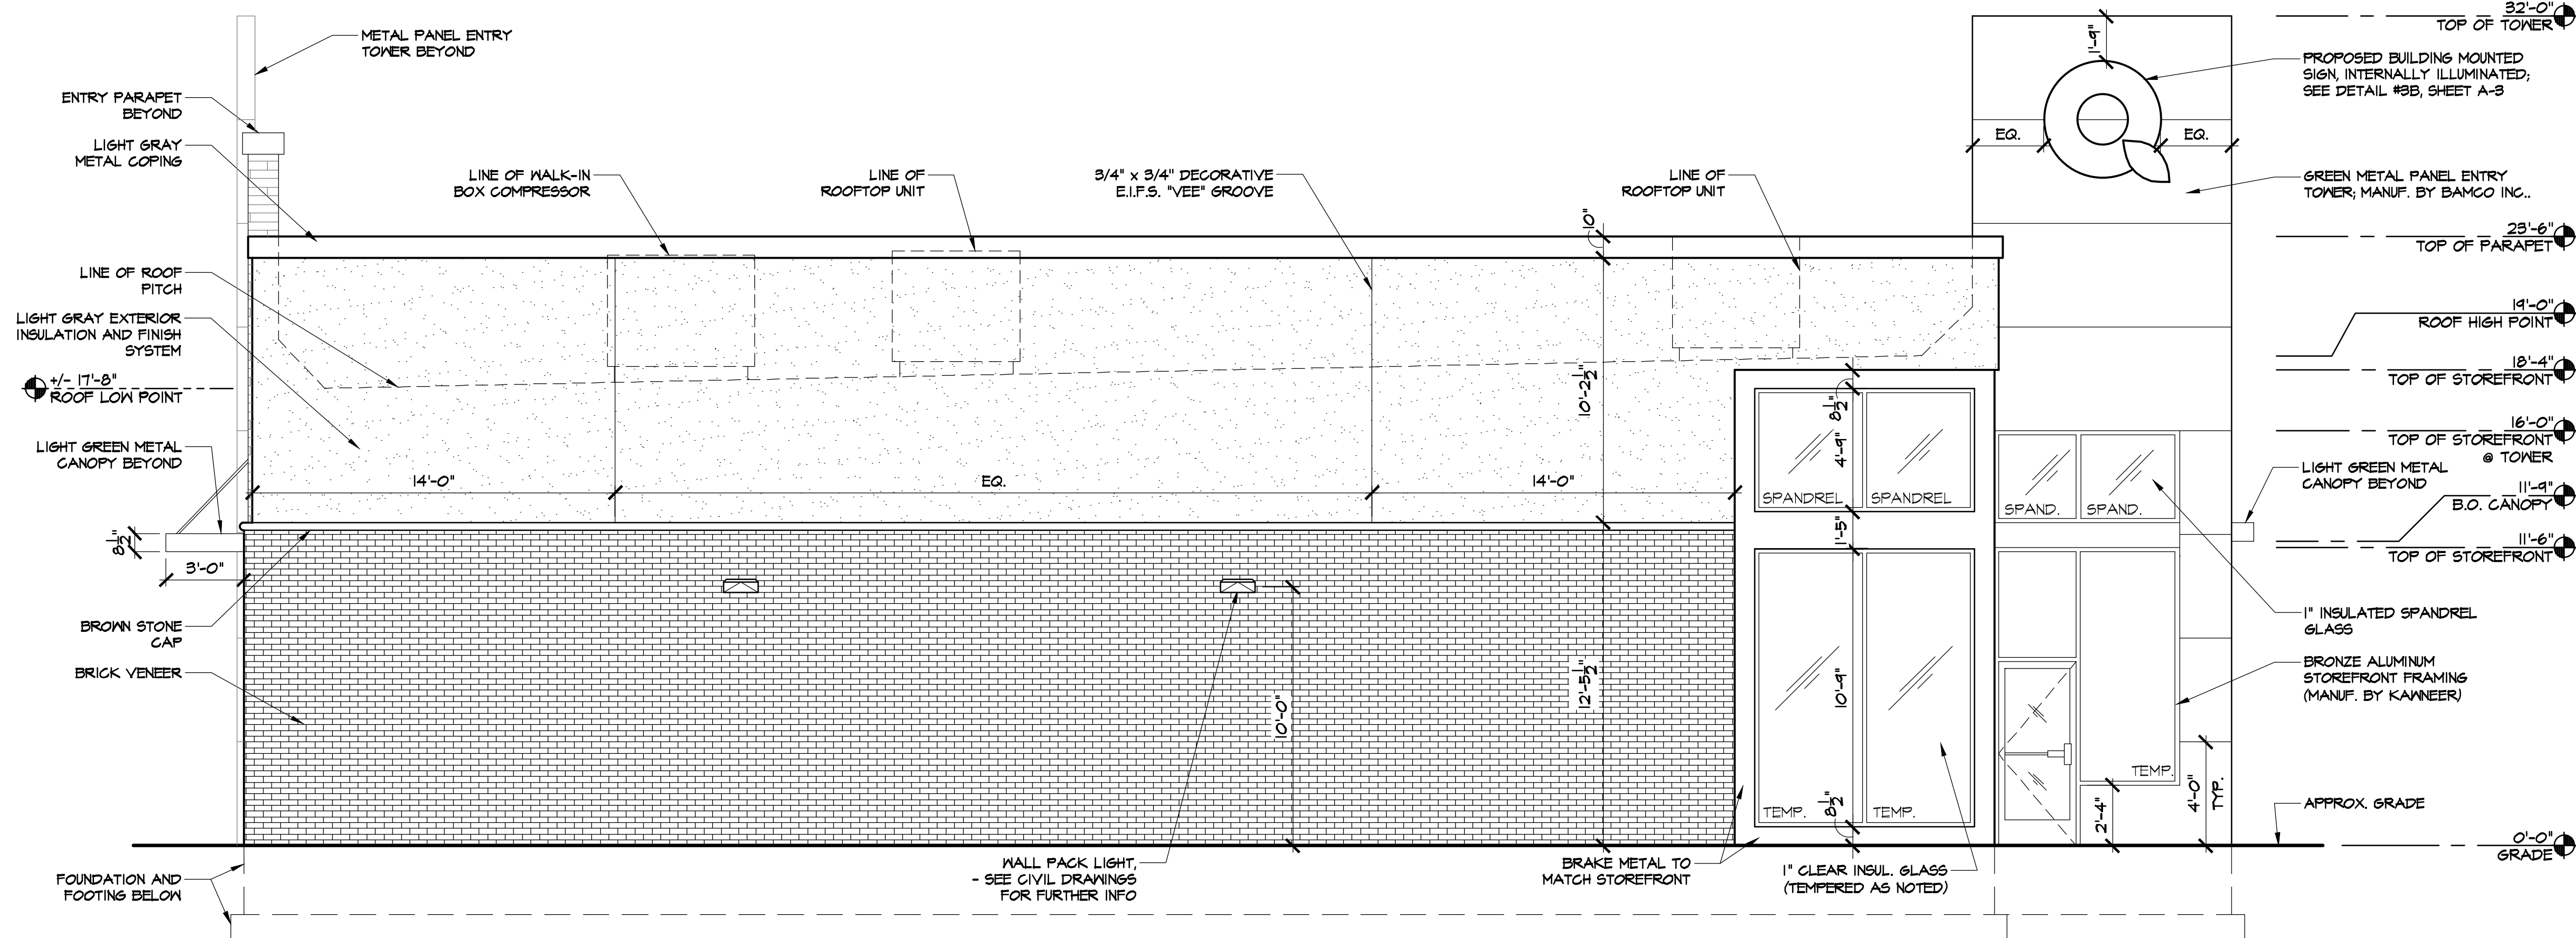 METAL PANEL ENTRY
TOWER BEYOND
ENTRY PARAPET
BEYOND
LIGHT GRAY
METAL COPING
LINE OF WALK-IN
BOX COMPRESSOR
LINE OF
ROOFTOP UNIT
3/4" x 3/4" DECORATIVE
E.I.F.S. "VEE" GROOVE
LINE OF
ROOFTOP UNIT
LINE OF ROOF
PITCH
LIGHT GRAY EXTERIOR
INSULATION AND FINISH
SYSTEM
+/- 17'-8"
ROOF LOW POINT
LIGHT GREEN METAL
CANOPY BEYOND
8 1/2"
3'-0"
BROWN STONE
CAP
BRICK VENEER
FOUNDATION AND
FOOTING BELOW
14'-0"
EQ.
14'-0"
10"
10'-2 1/2"
12'-5 1/2"
10'-0"
WALL PACK LIGHT,
- SEE CIVIL DRAWINGS
FOR FURTHER INFO
BRAKE METAL TO
MATCH STOREFRONT
1" CLEAR INSUL. GLASS
(TEMPERED AS NOTED)
8 1/2"
4'-9"
SPANDREL
SPANDREL
1'-5"
10'-9"
TEMP.
8 1/2"
TEMP.
SPAND.
SPAND.
TEMP.
2'-4"
4'-0"
TYP.
1'-9"
EQ.
EQ.
32'-0"
TOP OF TOWER
PROPOSED BUILDING MOUNTED
SIGN, INTERNALLY ILLUMINATED;
SEE DETAIL #3B, SHEET A-3
GREEN METAL PANEL ENTRY
TOWER; MANUF. BY BAMCO INC..
23'-6"
TOP OF PARAPET
19'-0"
ROOF HIGH POINT
18'-4"
TOP OF STOREFRONT
16'-0"
TOP OF STOREFRONT
@ TOWER
LIGHT GREEN METAL
CANOPY BEYOND
11'-9"
B.O. CANOPY
11'-6"
TOP OF STOREFRONT
1" INSULATED SPANDREL
GLASS
BRONZE ALUMINUM
STOREFRONT FRAMING
(MANUF. BY KAWNEER)
APPROX. GRADE
0'-0"
GRADE